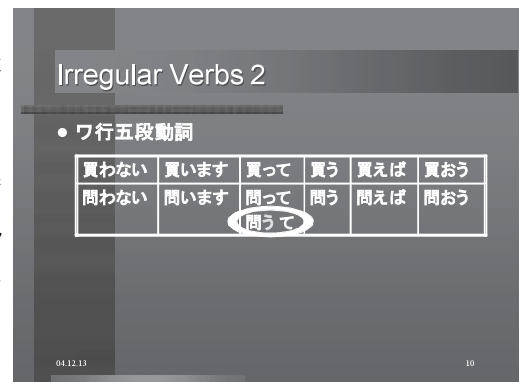 Irregular Verbs 2
● ワ行五段動詞
買わない 買います 買って 買う 買えば 買おう
問わない 問います 問って 問う 問えば 問おう
問うて
04.12.13 10